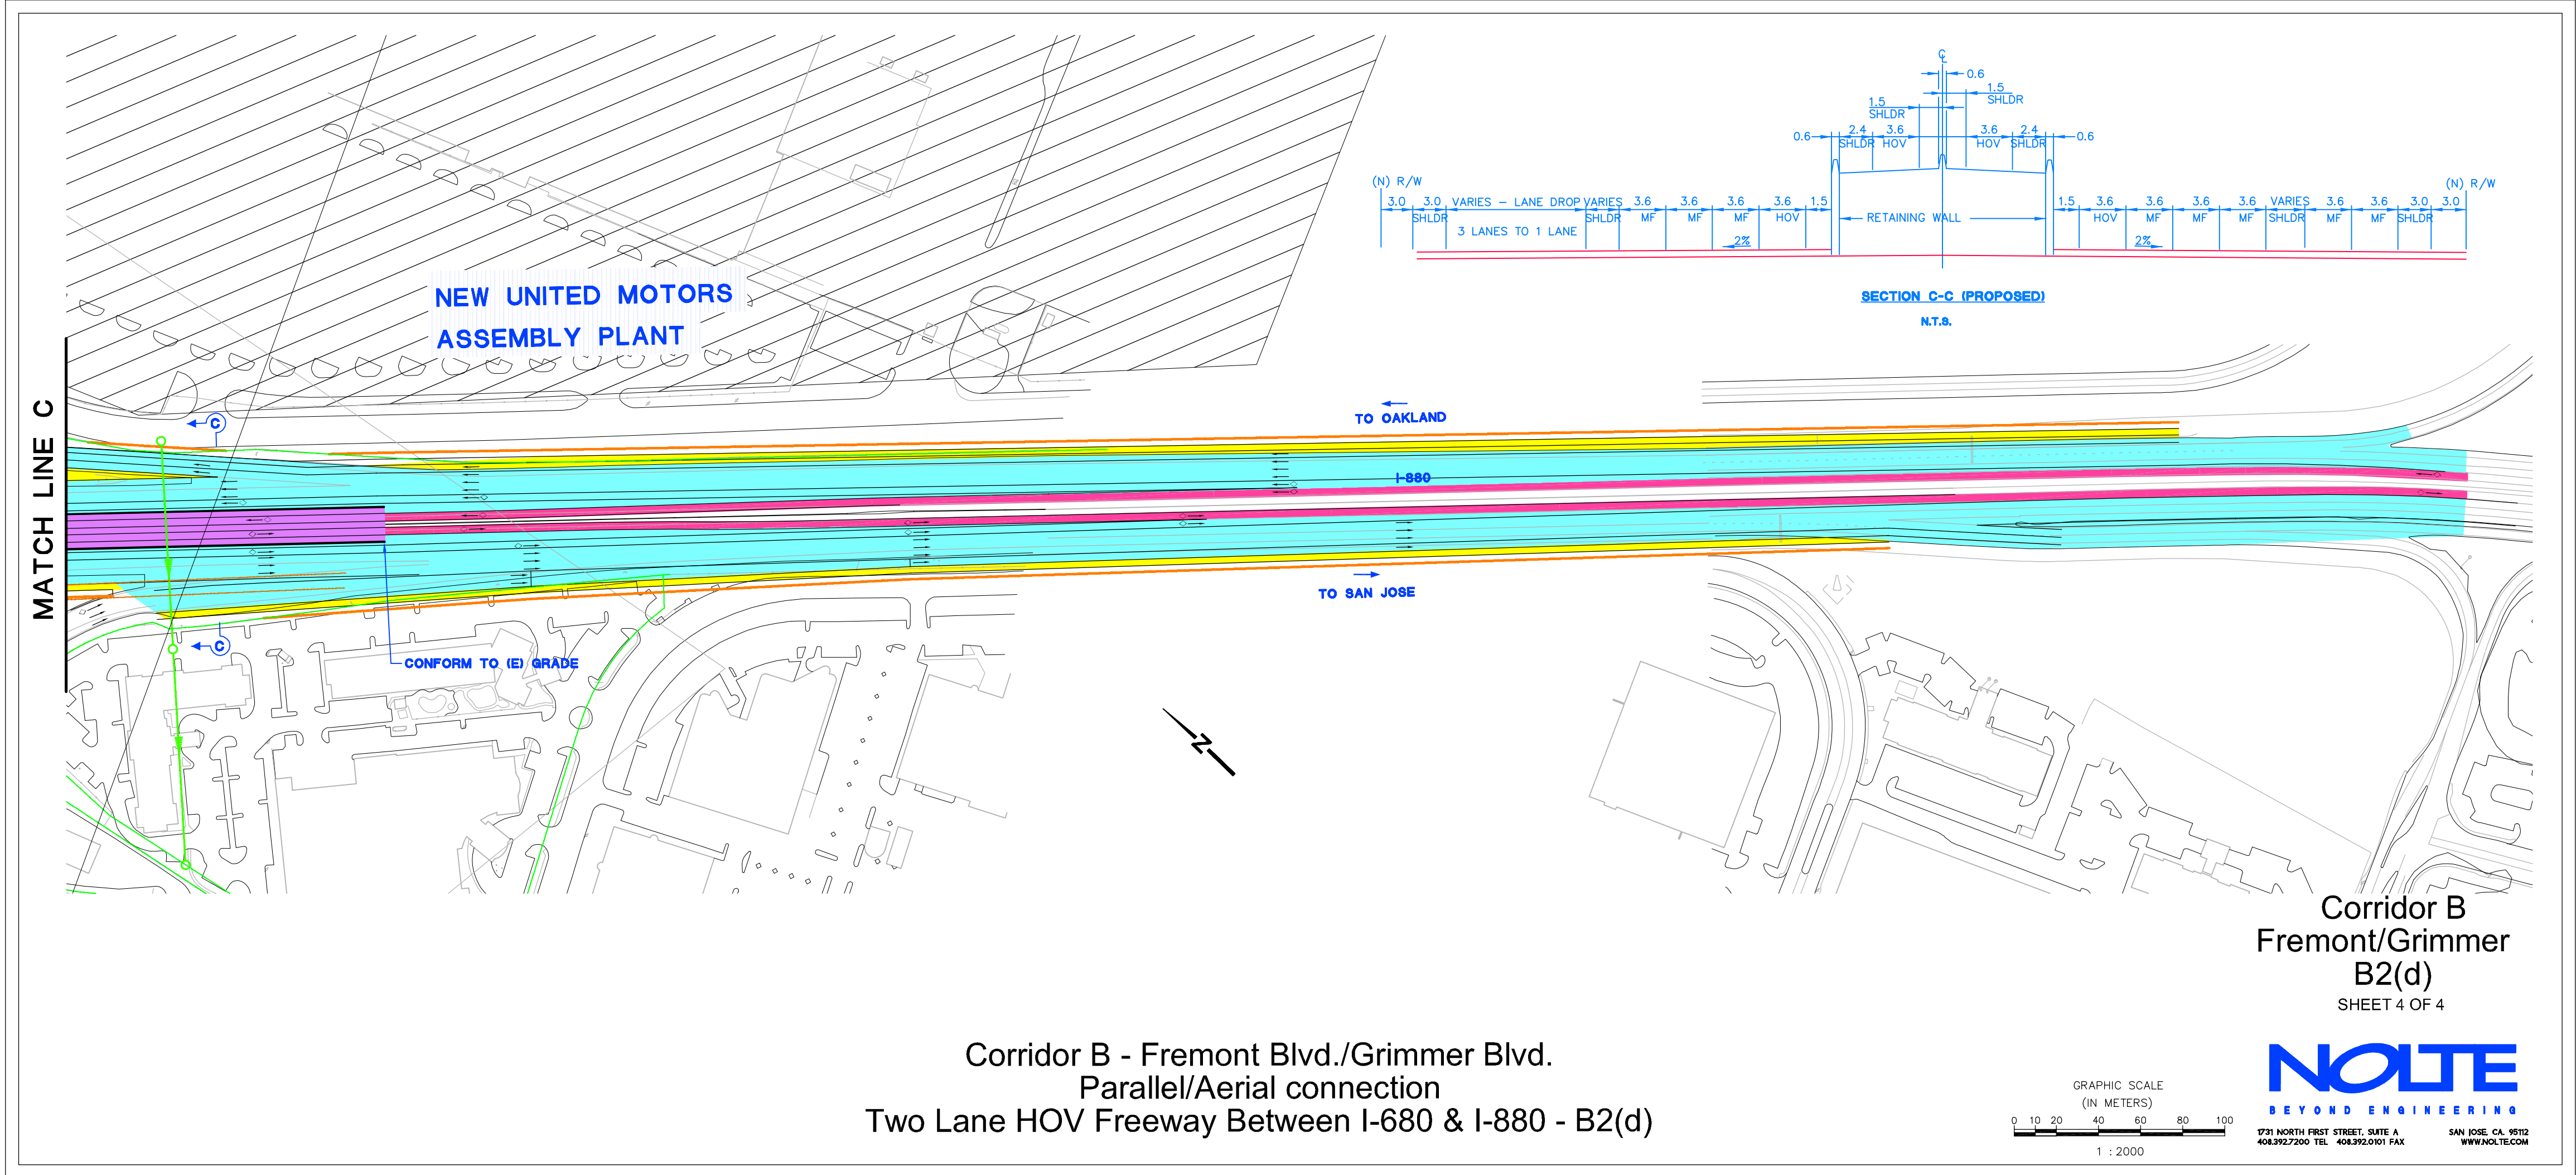 ℄
0.6
1.5
SHLDR
1.5
SHLDR
0.6 2.4 3.6 3.6 2.4 0.6
SHLDR HOV HOV SHLDR
(N) R/W (N) R/W
3.0 3.0 VARIES – LANE DROP VARIES 3.6 3.6 3.6 3.6 1.5 1.5 3.6 3.6 3.6 3.6 VARIES 3.6 3.6 3.0 3.0
SHLDR SHLDR MF MF MF HOV RETAINING WALL HOV MF MF MF SHLDR MF MF SHLDR
3 LANES TO 1 LANE
2% 2%
SECTION C-C (PROPOSED)
N.T.S.
NEW UNITED MOTORS
ASSEMBLY PLANT
MATCH LINE C
C
TO OAKLAND
I-880
TO SAN JOSE
C
CONFORM TO (E) GRADE
N
Corridor B
Fremont/Grimmer
B2(d)
SHEET 4 OF 4
Corridor B - Fremont Blvd./Grimmer Blvd.
Parallel/Aerial connection
Two Lane HOV Freeway Between I-680 & I-880 - B2(d)
GRAPHIC SCALE
(IN METERS)
0 10 20 40 60 80 100
1 : 2000
NOLTE
BEYOND ENGINEERING
1731 NORTH FIRST STREET, SUITE A SAN JOSE, CA. 95112
408.392.7200 TEL 408.392.0101 FAX WWW.NOLTE.COM